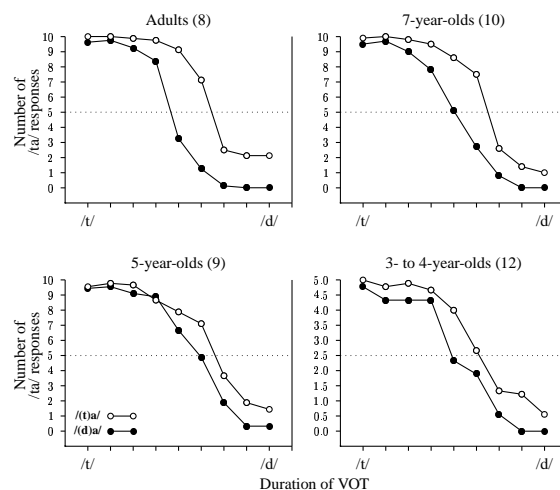 Adults (8)
7-year-olds (10)
Number of
/ta/ responses
10
9
8
7
6
5
4
3
2
1
0
10
9
8
7
6
5
4
3
2
1
0
/t/
/d/
/t/
/d/
5-year-olds (9)
3- to 4-year-olds (12)
Number of
/ta/ responses
10
9
8
7
6
5
4
3
2
1
0
5.0
4.5
4.0
3.5
3.0
2.5
2.0
1.5
1.0
0.5
0.0
/(t)a/
/(d)a/
/t/
/d/
/t/
/d/
Duration of VOT